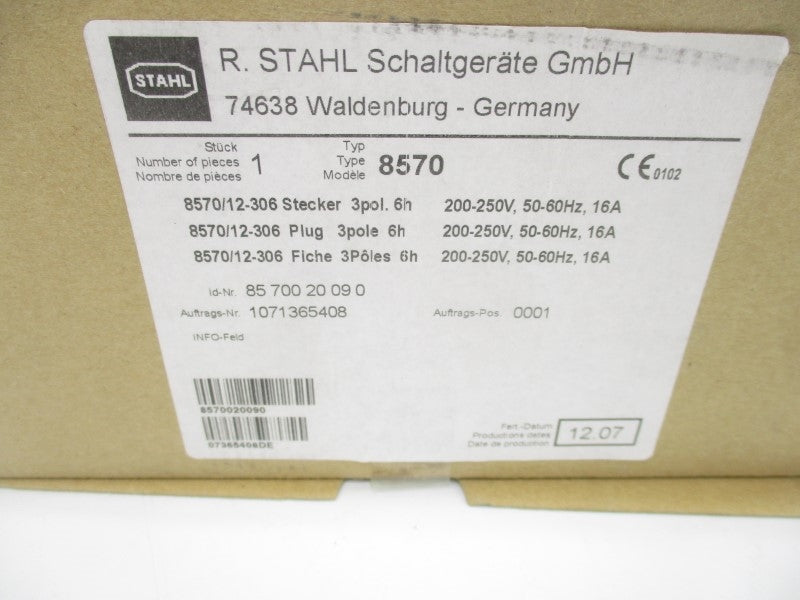 STAHL
R. STAHL Schaltgeräte GmbH
74638 Waldenburg - Germany
Stück
Number of pieces 1
Nombre de pièces
Typ
Type 8570
Modèle
CE 0102
8570/12-306 Stecker 3pol. 6h 200-250V, 50-60Hz, 16A
8570/12-306 Plug 3pole 6h 200-250V, 50-60Hz, 16A
8570/12-306 Fiche 3Pôles 6h 200-250V, 50-60Hz, 16A
Id-Nr. 85 700 20 09 0
Auftrags-Nr. 1071365408 Auftrags-Pos. 0001
INFO-Feld
8570020090
07365408DE
Fert.-Datum
Productions dates 12.07
Date de production